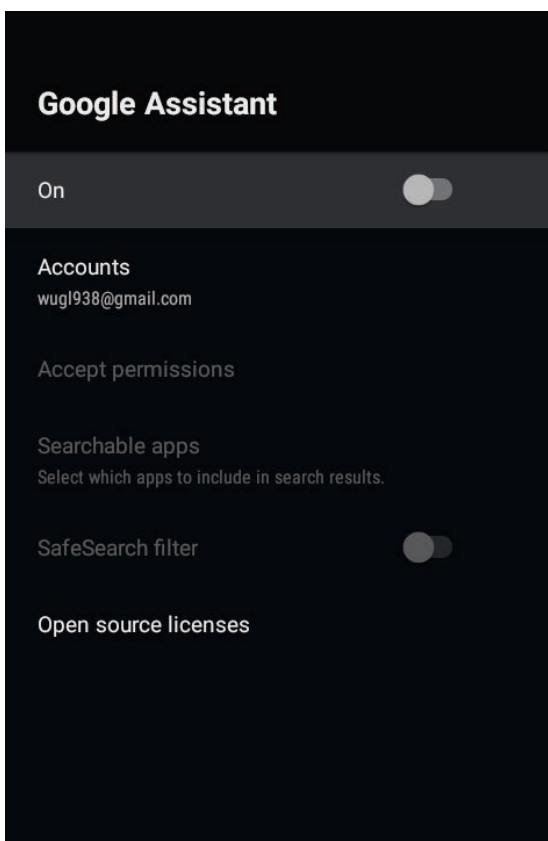 Google Assistant
On
Accounts
wugl938@gmail.com
Accept permissions
Searchable apps
Select which apps to include in search results.
SafeSearch filter
Open source licenses